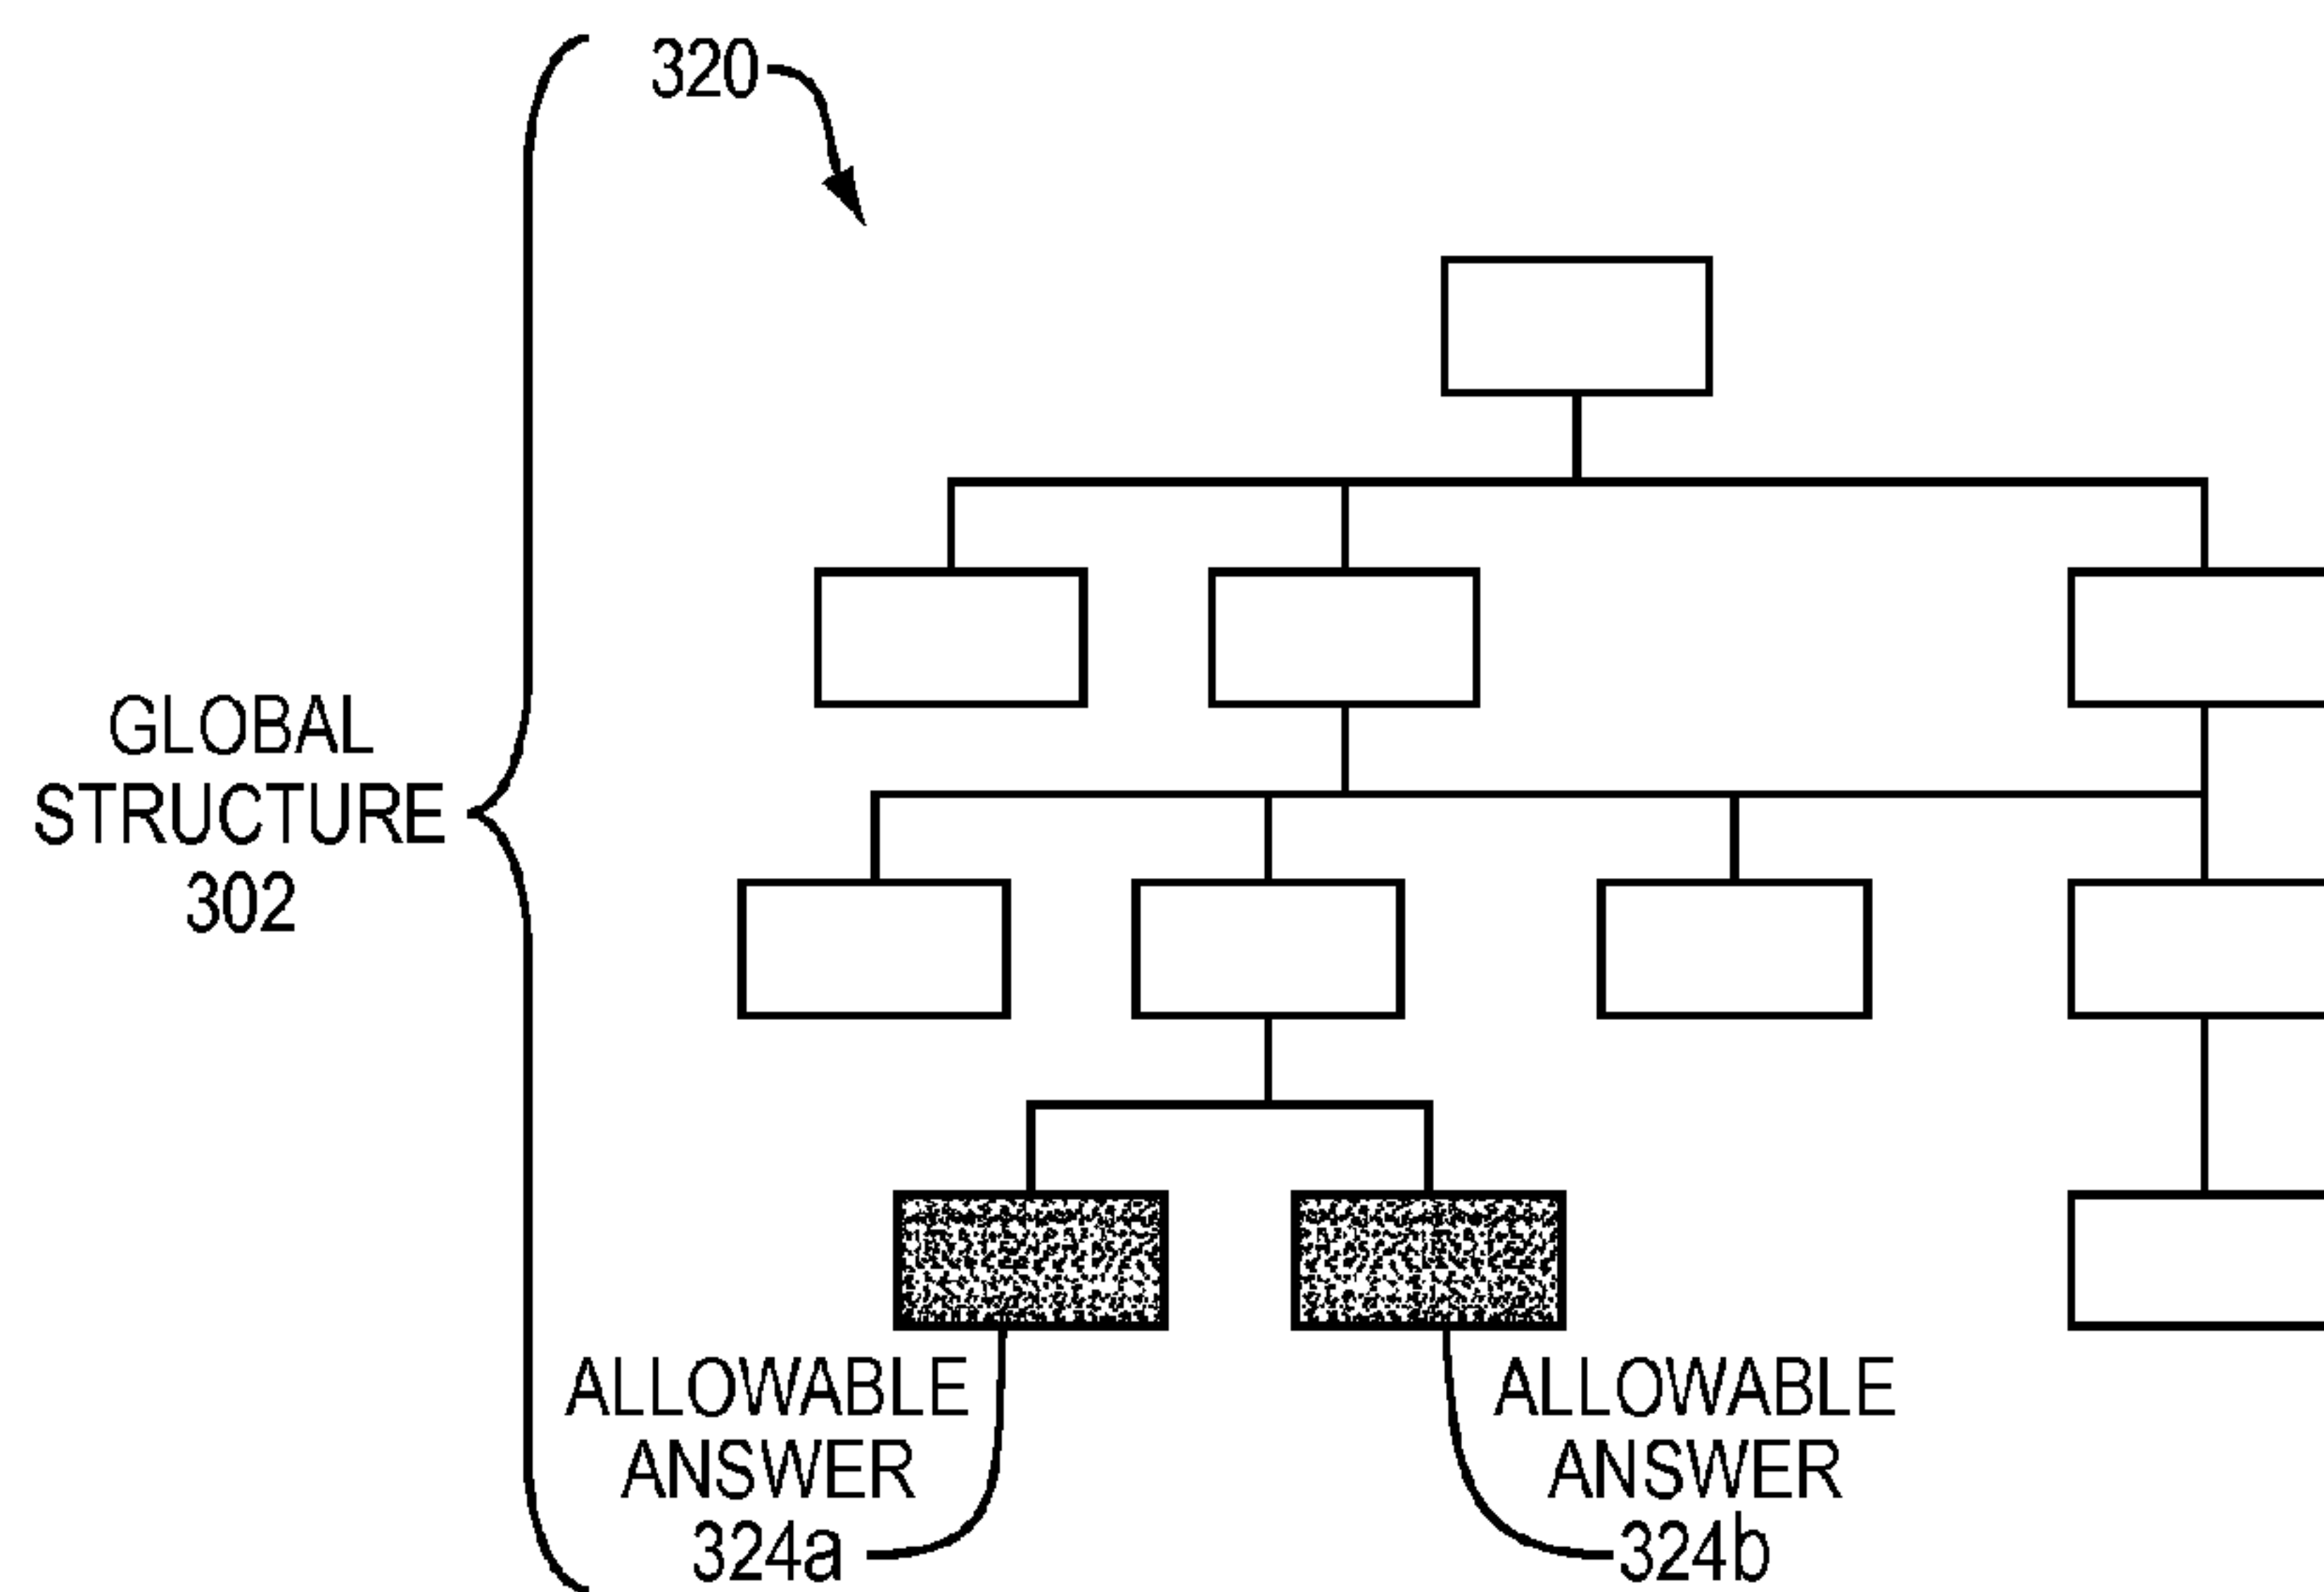 320
GLOBAL
STRUCTURE
302
ALLOWABLE
ANSWER
324a
ALLOWABLE
ANSWER
324b